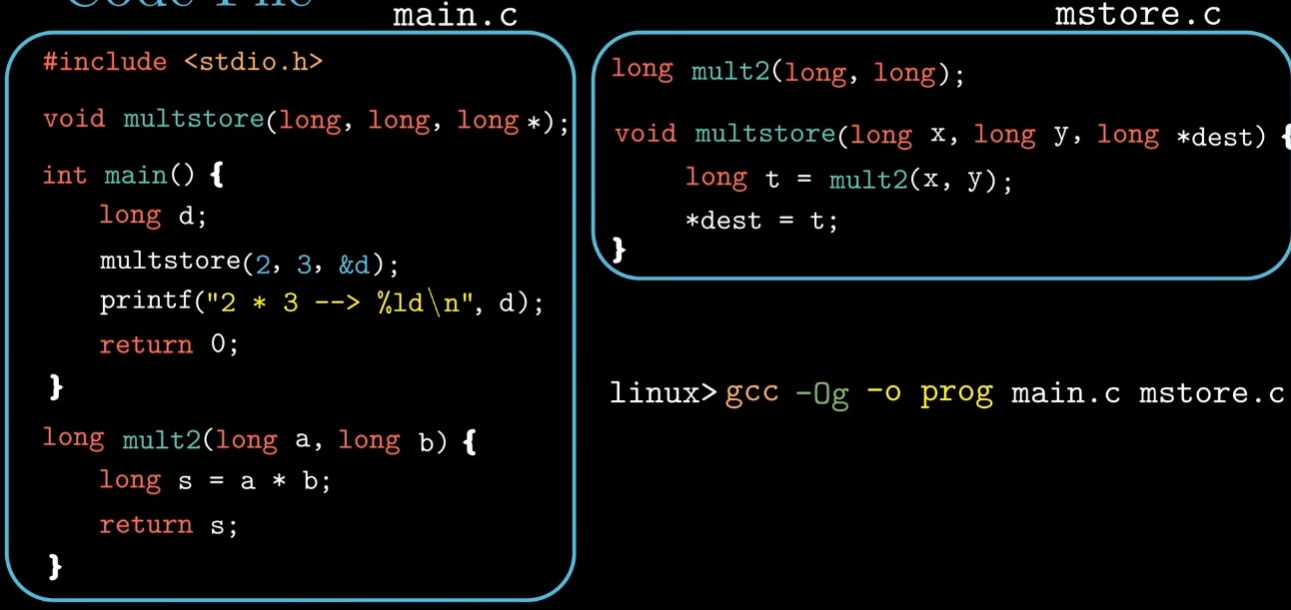 Code File
main.c
#include <stdio.h>
void multstore(long, long, long *);
int main() {
long d;
multstore(2, 3, &d);
printf("2 * 3 --> %ld\n", d);
return 0;
}
long mult2(long a, long b) {
long s = a * b;
return s;
}
mstore.c
long mult2(long, long);
void multstore(long x, long y, long *dest) {
long t = mult2(x, y);
*dest = t;
}
linux> gcc -Og -o prog main.c mstore.c